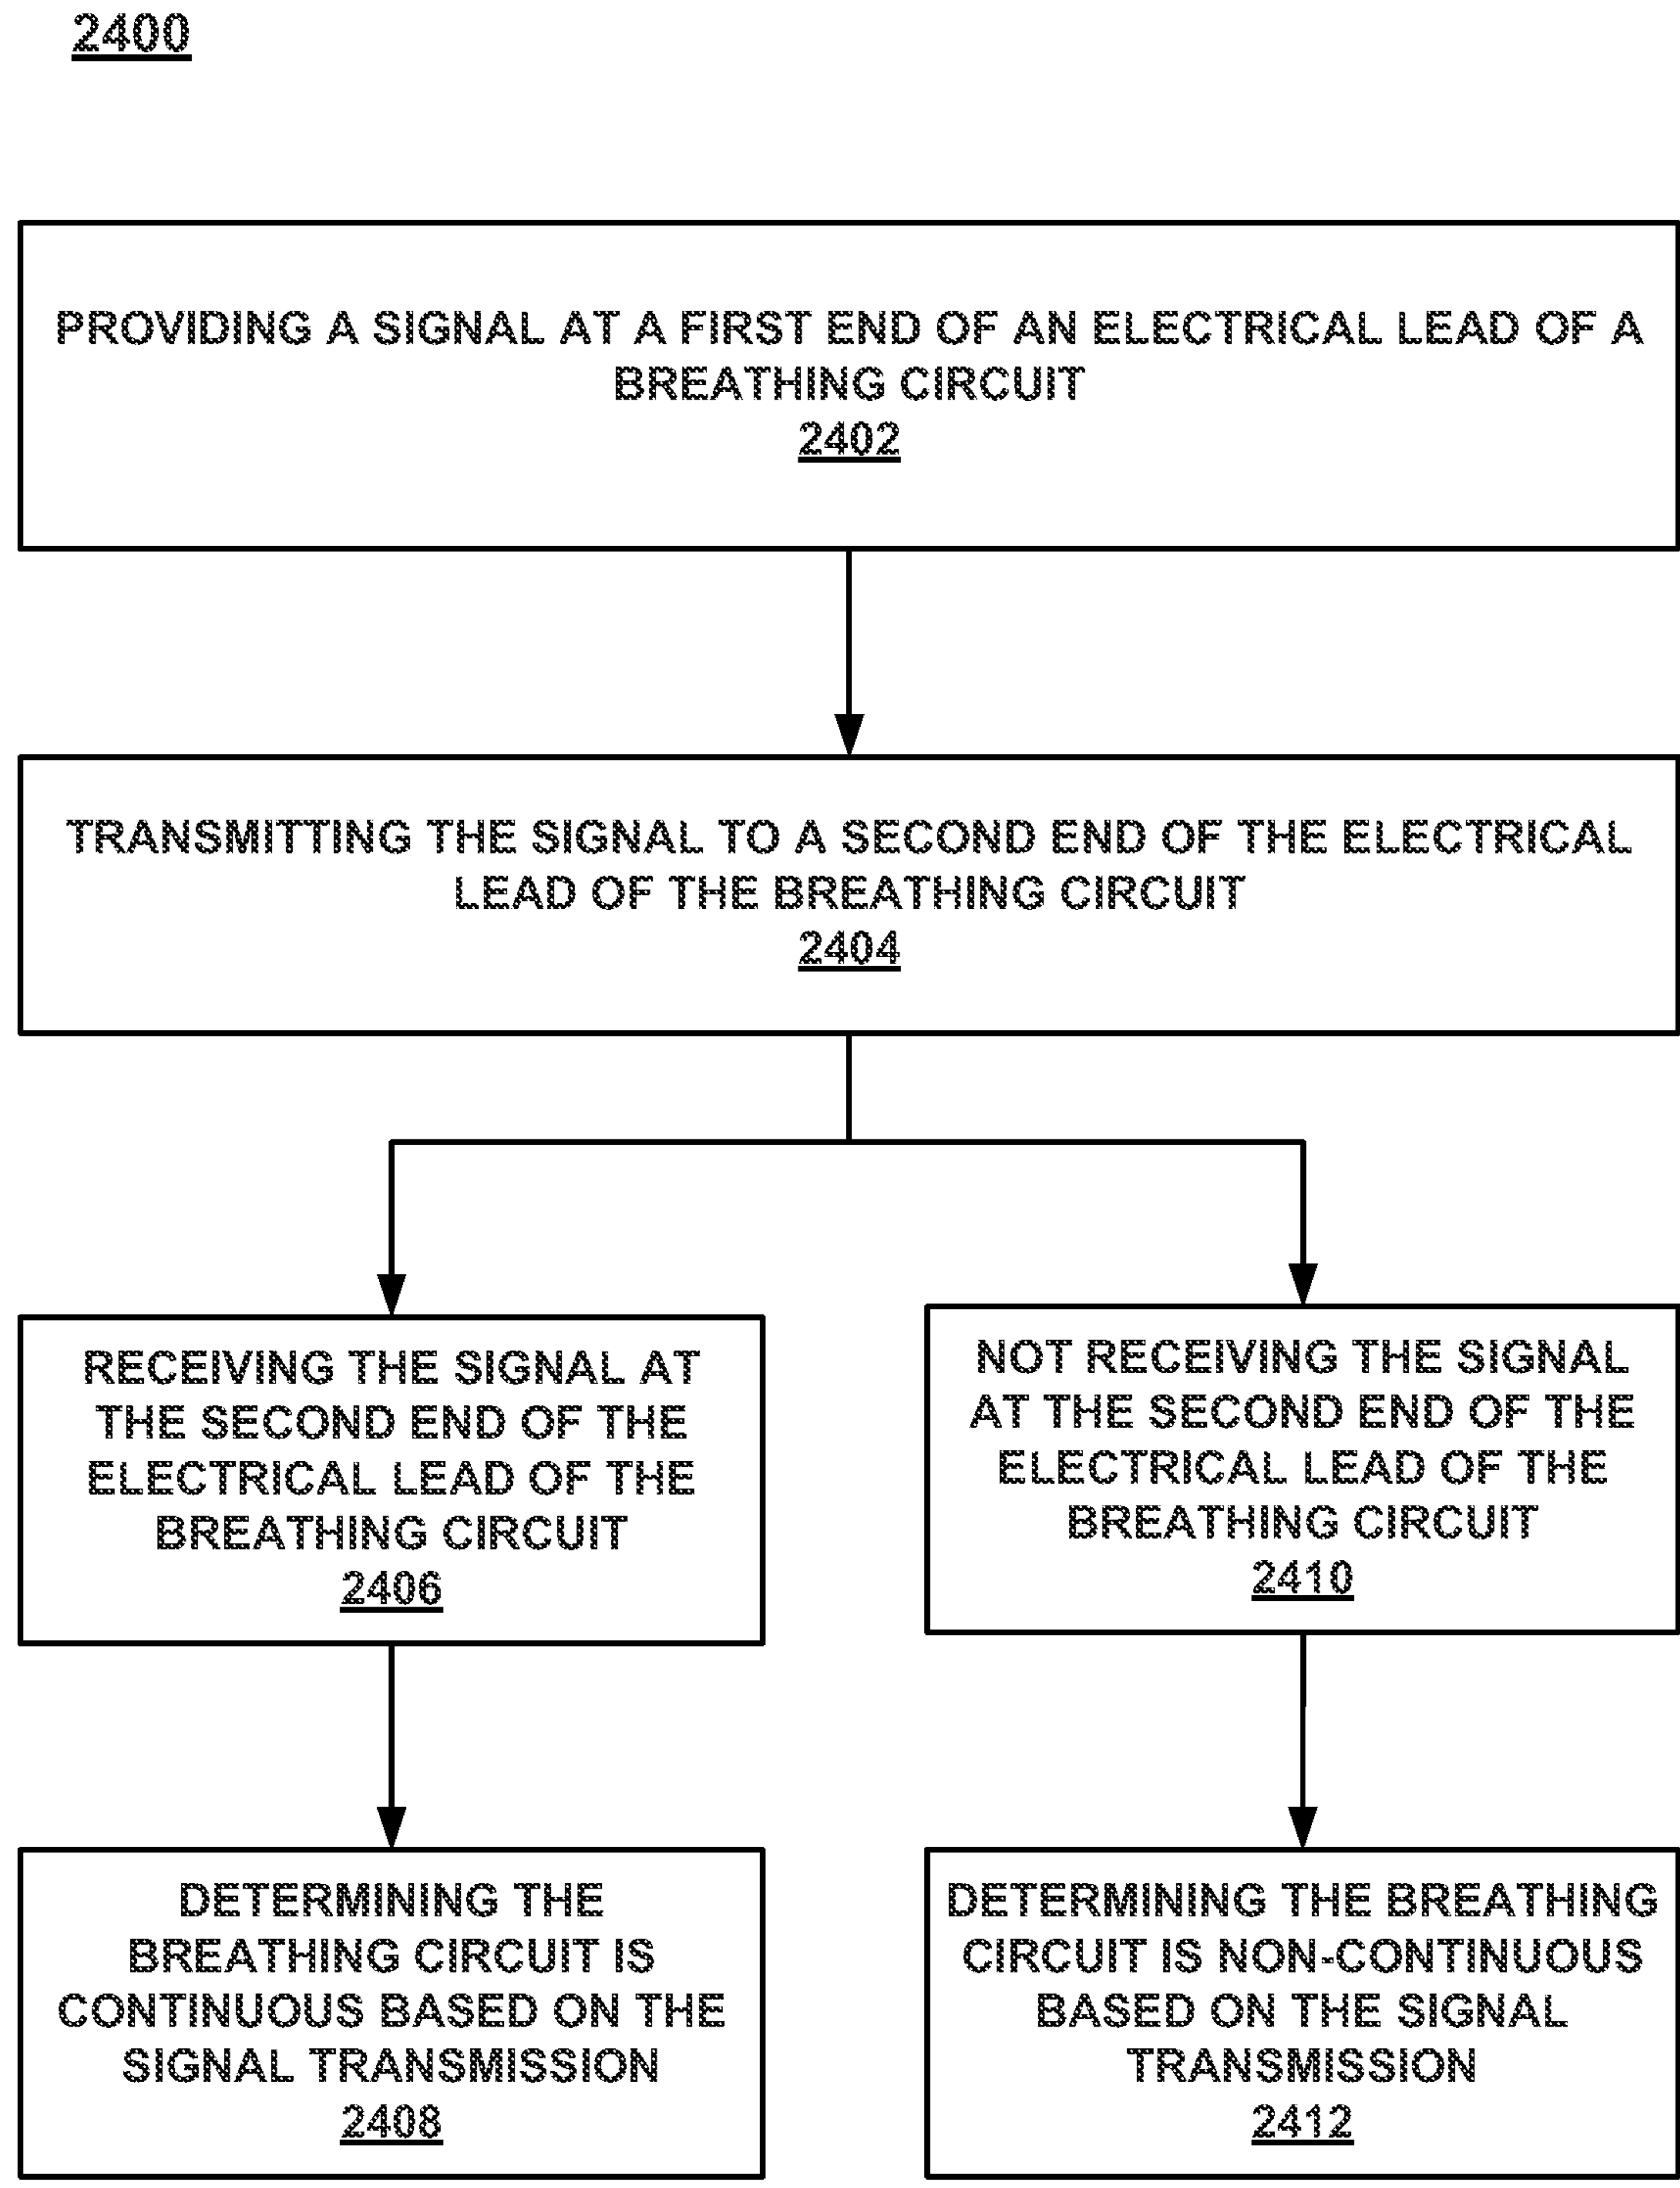 2400
PROVIDING A SIGNAL AT A FIRST END OF AN ELECTRICAL LEAD OF A
BREATHING CIRCUIT
2402
TRANSMITTING THE SIGNAL TO A SECOND END OF THE ELECTRICAL
LEAD OF THE BREATHING CIRCUIT
2404
RECEIVING THE SIGNAL AT
THE SECOND END OF THE
ELECTRICAL LEAD OF THE
BREATHING CIRCUIT
2406
NOT RECEIVING THE SIGNAL
AT THE SECOND END OF THE
ELECTRICAL LEAD OF THE
BREATHING CIRCUIT
2410
DETERMINING THE
BREATHING CIRCUIT IS
CONTINUOUS BASED ON THE
SIGNAL TRANSMISSION
2408
DETERMINING THE BREATHING
CIRCUIT IS NON-CONTINUOUS
BASED ON THE SIGNAL
TRANSMISSION
2412